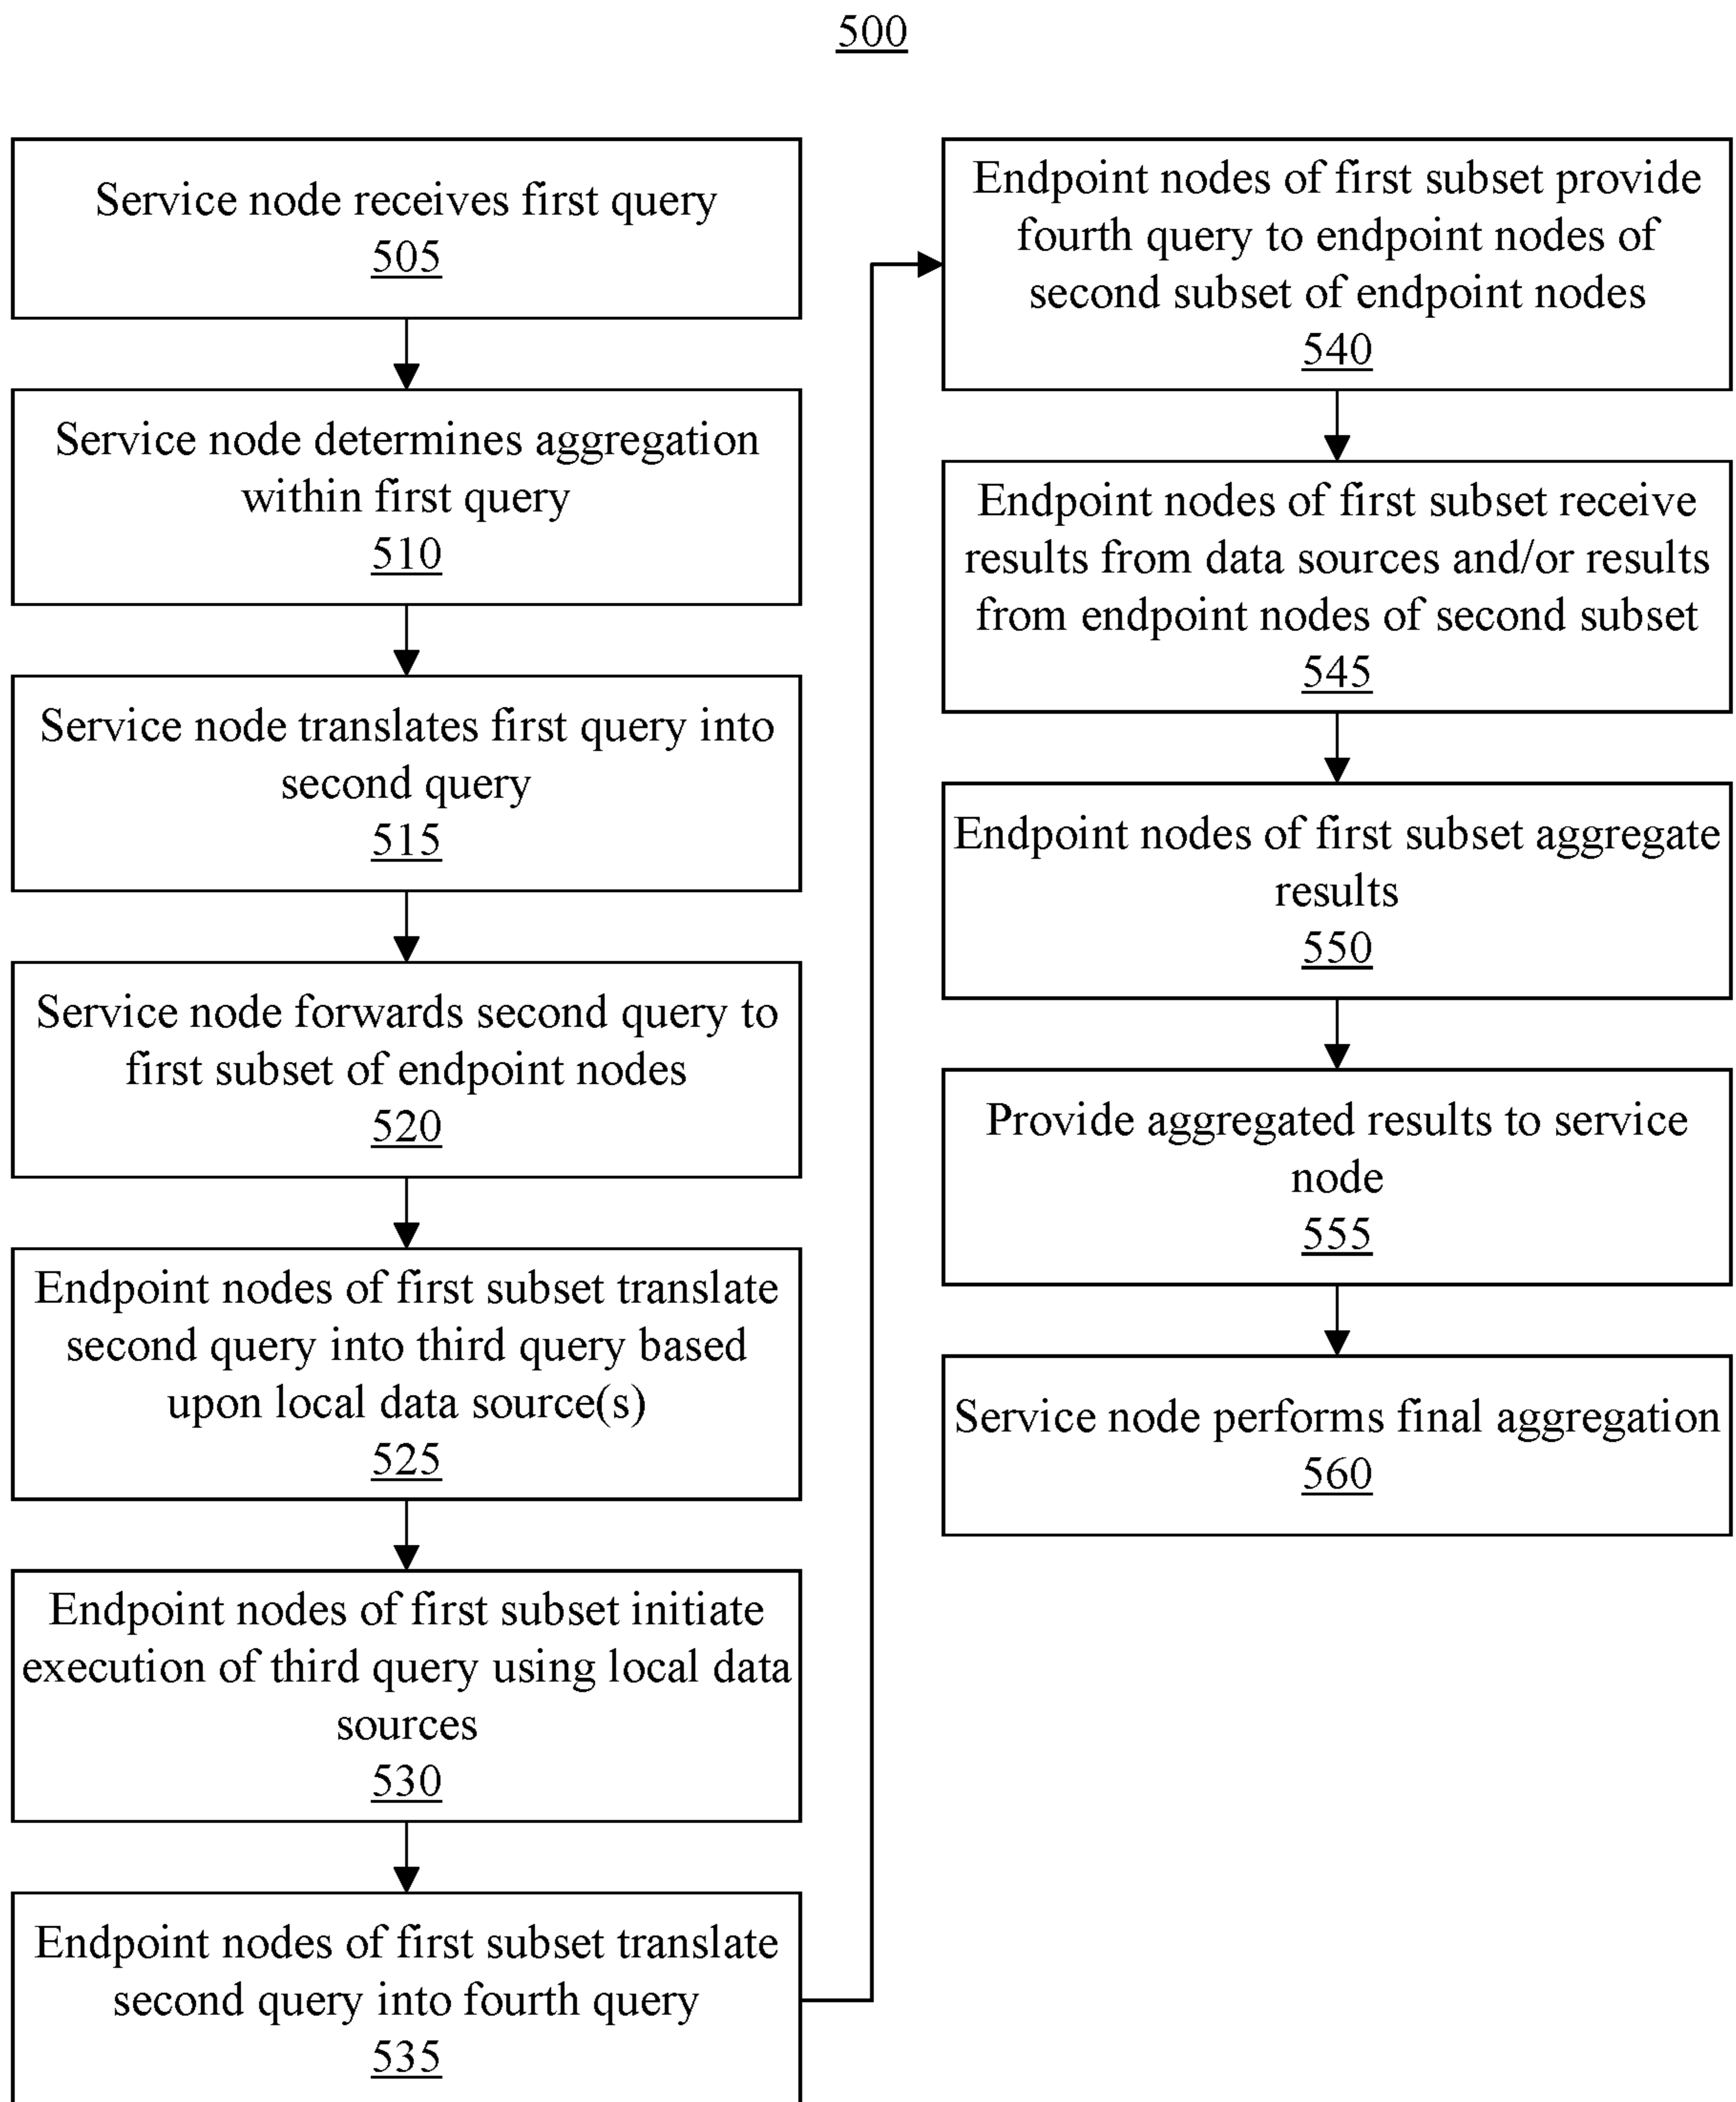 500
Service node receives first query
505
Service node determines aggregation
within first query
510
Service node translates first query into
second query
515
Service node forwards second query to
first subset of endpoint nodes
520
Endpoint nodes of first subset translate
second query into third query based
upon local data source(s)
525
Endpoint nodes of first subset initiate
execution of third query using local data
sources
530
Endpoint nodes of first subset translate
second query into fourth query
535
Endpoint nodes of first subset provide
fourth query to endpoint nodes of
second subset of endpoint nodes
540
Endpoint nodes of first subset receive
results from data sources and/or results
from endpoint nodes of second subset
545
Endpoint nodes of first subset aggregate
results
550
Provide aggregated results to service
node
555
Service node performs final aggregation
560